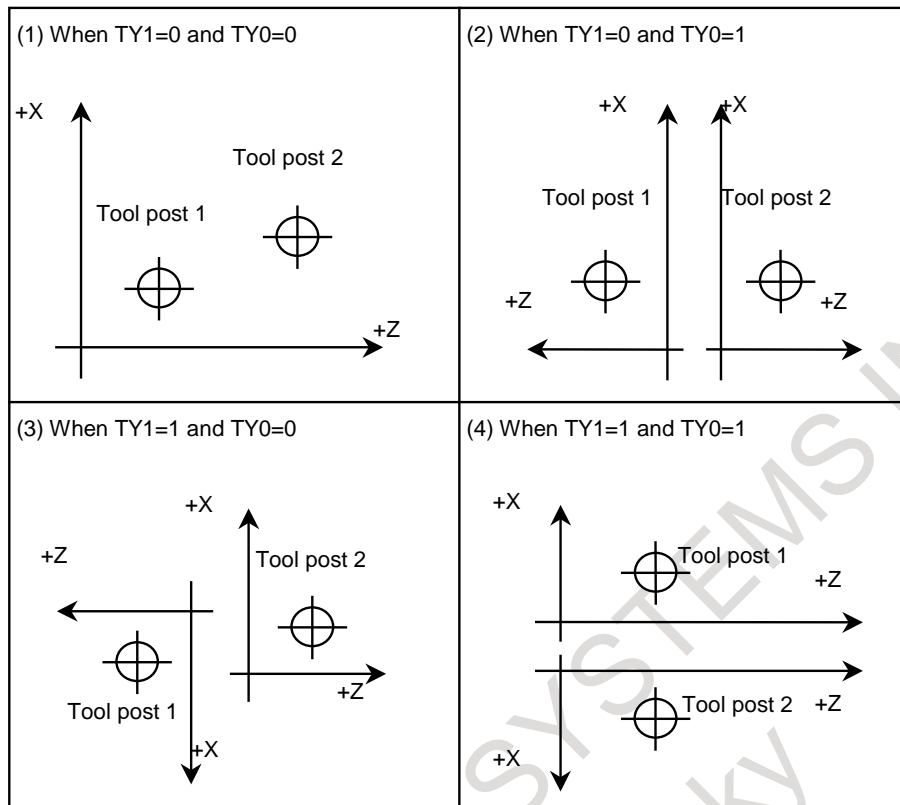 (1) When TY1=0 and TY0=0
+X
Tool post 2
Tool post 1
+Z
(2) When TY1=0 and TY0=1
+X
+X
Tool post 1
Tool post 2
+Z
+Z
(3) When TY1=1 and TY0=0
+X
+Z
Tool post 2
+Z
Tool post 1
+X
(4) When TY1=1 and TY0=1
+X
Tool post 1
+Z
Tool post 2
+Z
+X
SYSTEMS